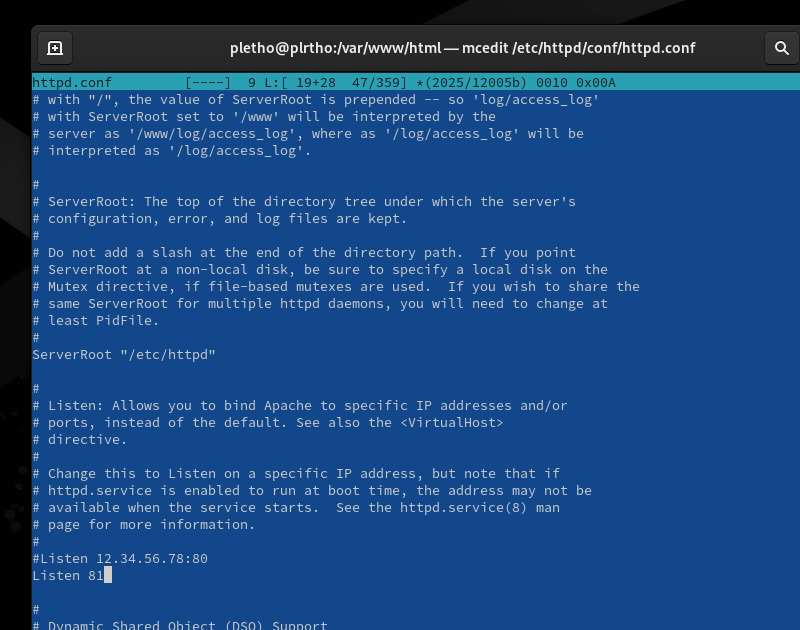 pletho@plrtho:/var/www/html — mcedit /etc/httpd/conf/httpd.conf
httpd.conf         [----]  9 L:[ 19+28  47/359] *(2025/12005b) 0010 0x00A
# with "/", the value of ServerRoot is prepended -- so 'log/access_log'
# with ServerRoot set to '/www' will be interpreted by the
# server as '/www/log/access_log', where as '/log/access_log' will be
# interpreted as '/log/access_log'.
#
# ServerRoot: The top of the directory tree under which the server's
# configuration, error, and log files are kept.
#
# Do not add a slash at the end of the directory path.  If you point
# ServerRoot at a non-local disk, be sure to specify a local disk on the
# Mutex directive, if file-based mutexes are used.  If you wish to share the
# same ServerRoot for multiple httpd daemons, you will need to change at
# least PidFile.
#
ServerRoot "/etc/httpd"
#
# Listen: Allows you to bind Apache to specific IP addresses and/or
# ports, instead of the default. See also the <VirtualHost>
# directive.
#
# Change this to Listen on a specific IP address, but note that if
# httpd.service is enabled to run at boot time, the address may not be
# available when the service starts.  See the httpd.service(8) man
# page for more information.
#
#Listen 12.34.56.78:80
Listen 81
#
# Dynamic Shared Object (DSO) Support